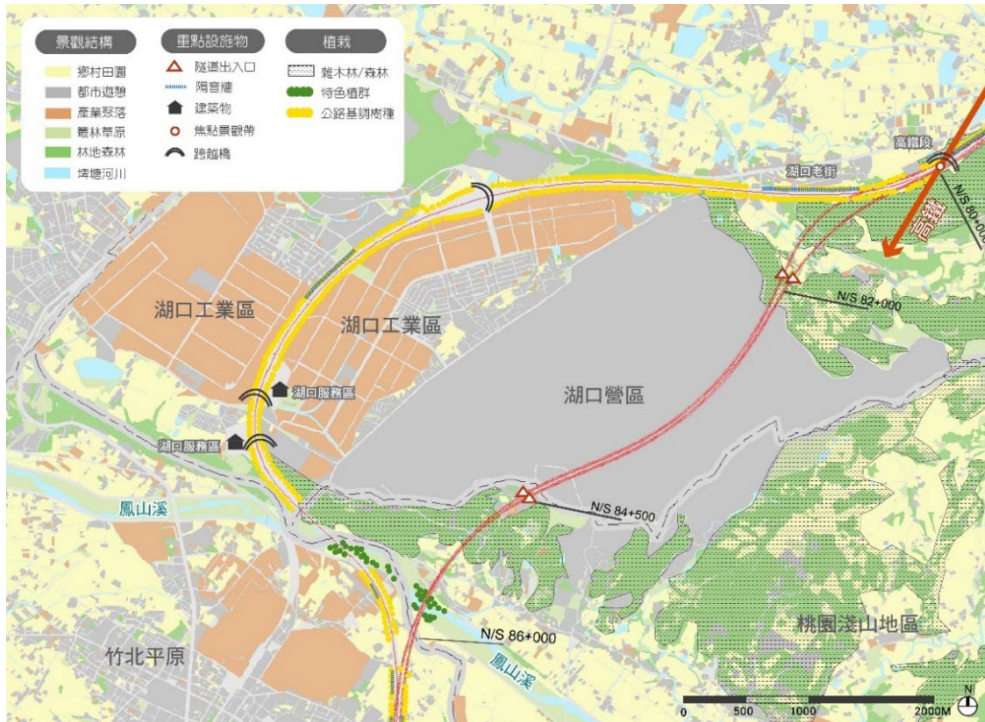 景觀結構
鄉村田園
都市遊憩
產業聚落
叢林草原
林地森林
埤塘河川
重點設施物
隧道出入口
隔音牆
建築物
焦點景觀帶
跨越橋
植栽
雜木林/森林
特色植群
公路基調樹種
高鐵段
湖口老街
N/S 80+000
高鐵
N/S 82+000
湖口工業區
湖口工業區
湖口營區
湖口服務區
湖口服務區
鳳山溪
N/S 84+500
桃園淺山地區
N/S 86+000
竹北平原
鳳山溪
0 500 1000 2000M
N